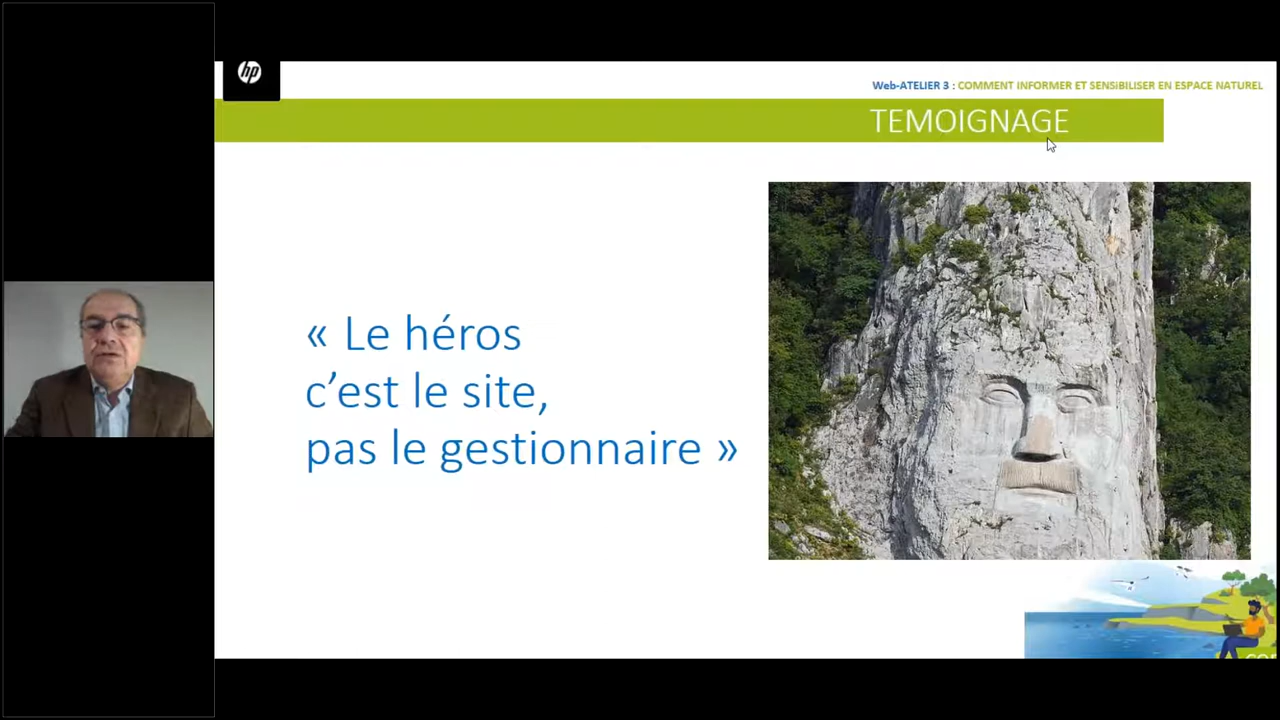 hp
Web-ATELIER 3 : COMMENT INFORMER ET SENSiBILISER EN ESPACE NATUREL
TEMOIGNAGE
« Le héros
c’est le site,
pas le gestionnaire »